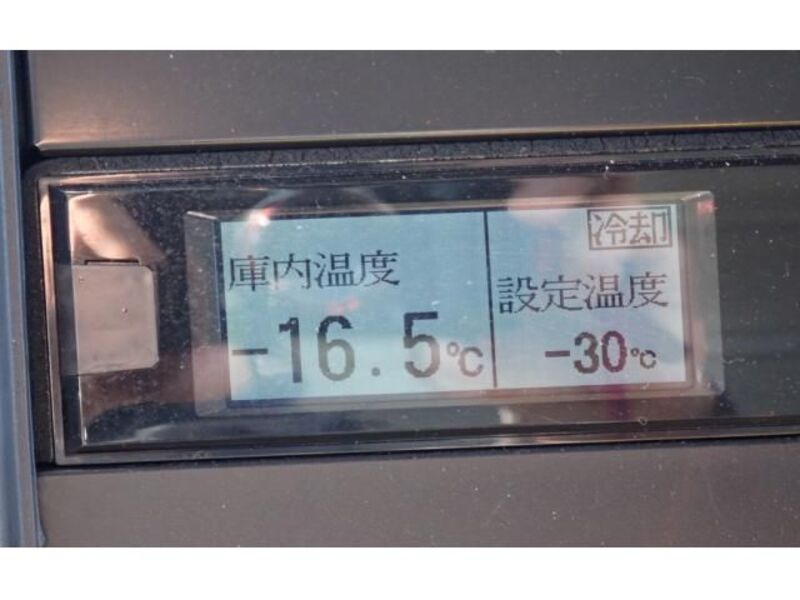 庫内温度
-16.5℃
冷却
設定温度
-30℃